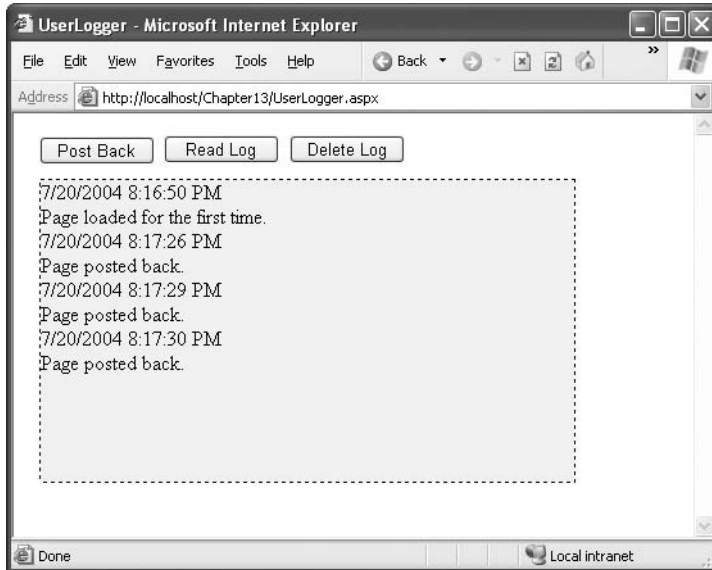 UserLogger - Microsoft Internet Explorer
File Edit View Favorites Tools Help Back »
Address http://localhost/Chapter13/UserLogger.aspx
Post Back Read Log Delete Log
7/20/2004 8:16:50 PM
Page loaded for the first time.
7/20/2004 8:17:26 PM
Page posted back.
7/20/2004 8:17:29 PM
Page posted back.
7/20/2004 8:17:30 PM
Page posted back.
Done Local intranet